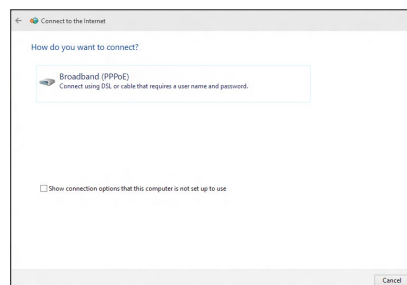 Connect to the Internet
How do you want to connect?
Broadband (PPPoE)
Connect using DSL or cable that requires a user name and password.
Show connection options that this computer is not set up to use
Cancel